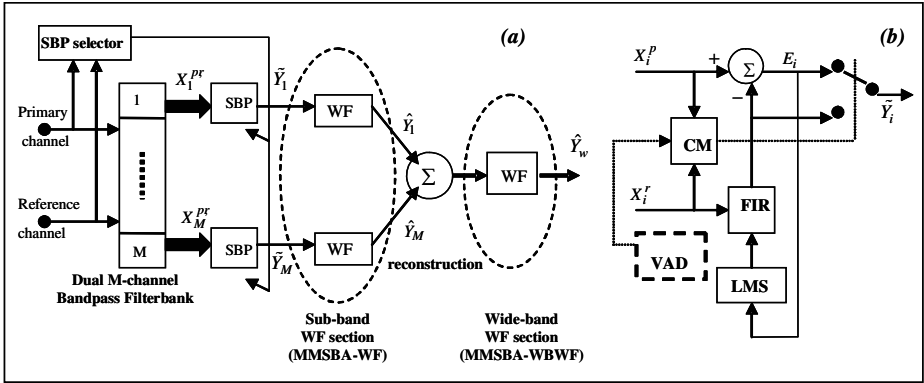 SBP selector
(a)
(b)
X_1^{pr}
Ỹ_1
1
SBP
WF
Ŷ_1
Primary
channel
Reference
channel
Σ
WF
Ŷ_w
X_M^{pr}
M
SBP
Ỹ_M
WF
Ŷ_M
reconstruction
Dual M-channel
Bandpass Filterbank
Sub-band
WF section
(MMSBA-WF)
Wide-band
WF section
(MMSBA-WBWF)
X_i^p
+
Σ
−
E_i
Ỹ_i
CM
X_i^r
FIR
VAD
LMS